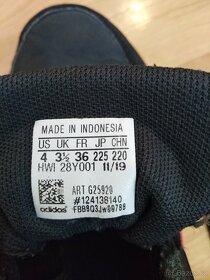 MADE IN INDONESIA
US UK FR JP CHN
4 3½ 36 225 220
HWI 28Y001 11/19
ART G25920
#124138140
adidas